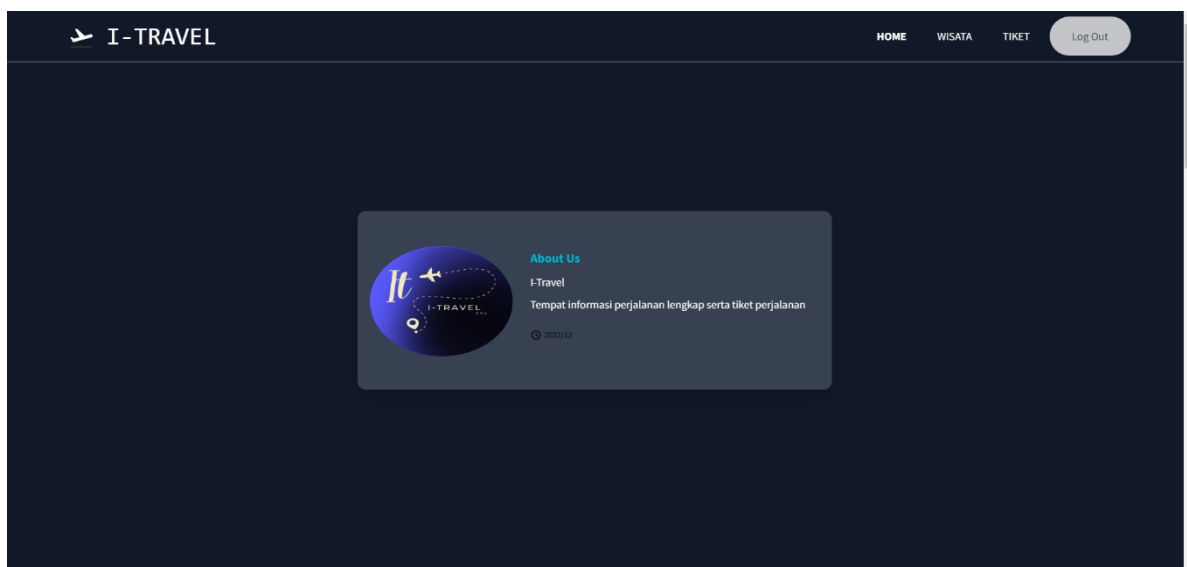 I-TRAVEL
HOME
WISATA
TIKET
Log Out
It
I-TRAVEL
About Us
I-Travel
Tempat informasi perjalanan lengkap serta tiket perjalanan
2022/12